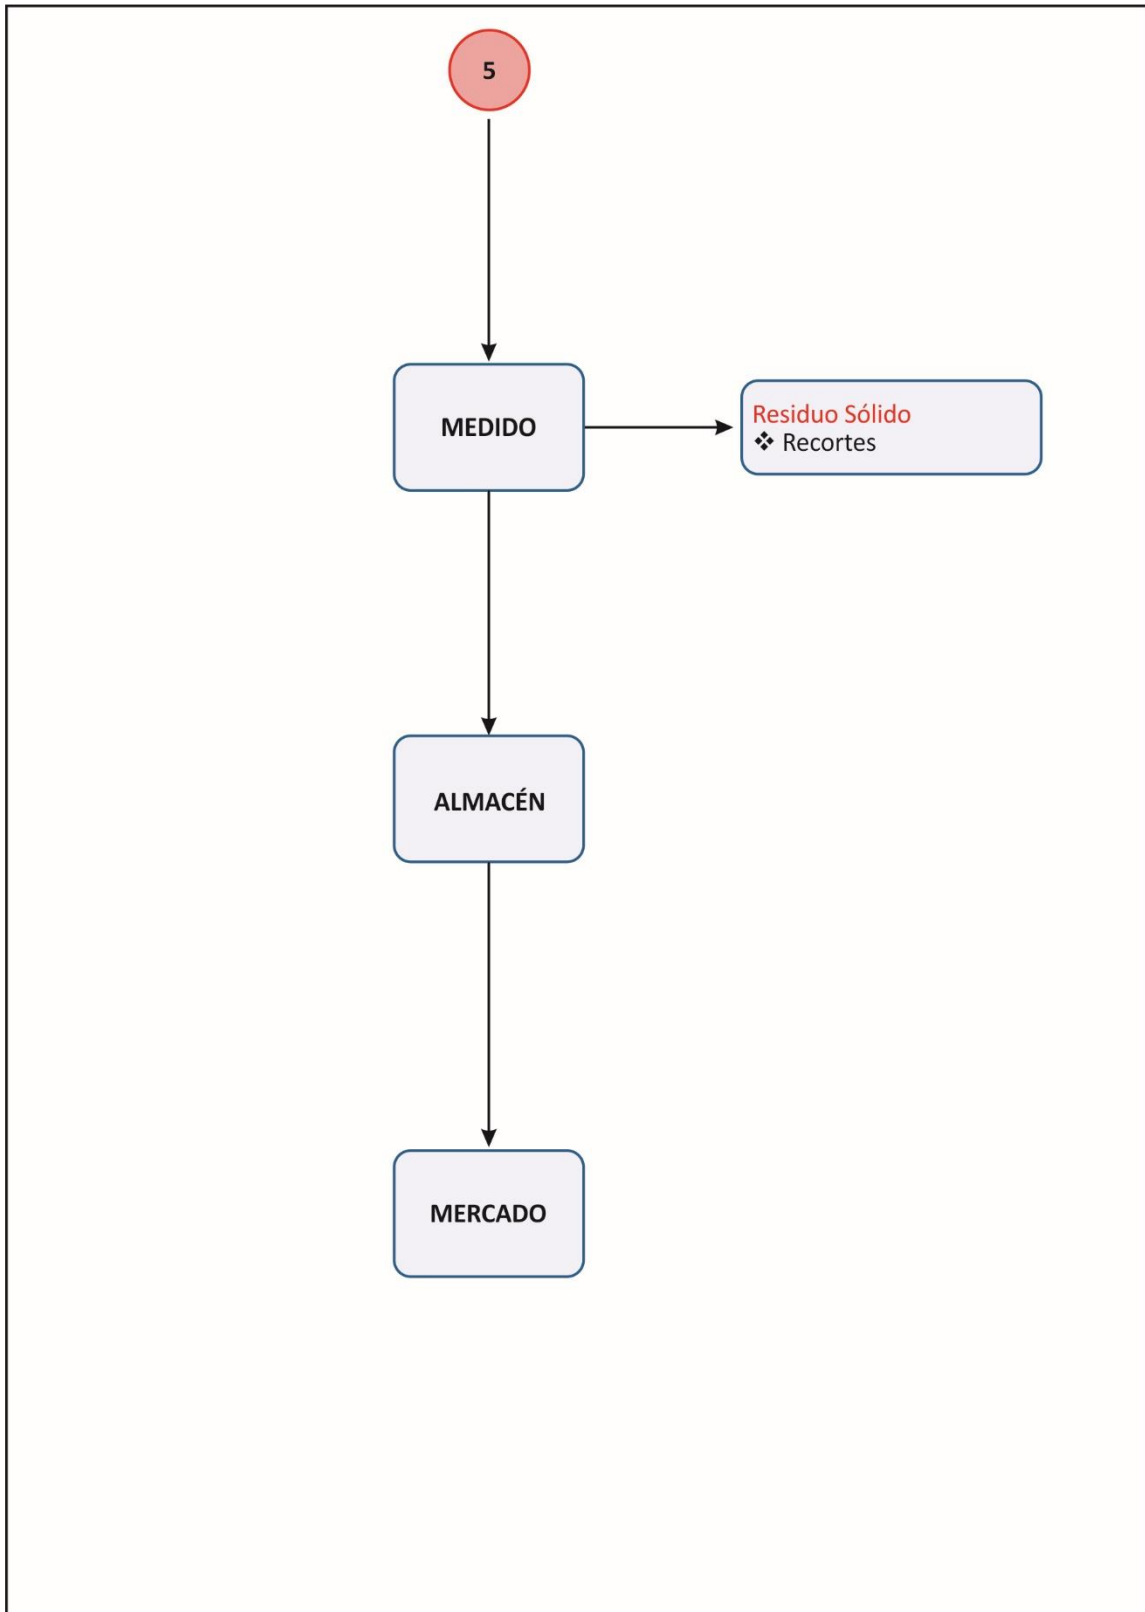 5
MEDIDO
Residuo Sólido
❖ Recortes
ALMACÉN
MERCADO